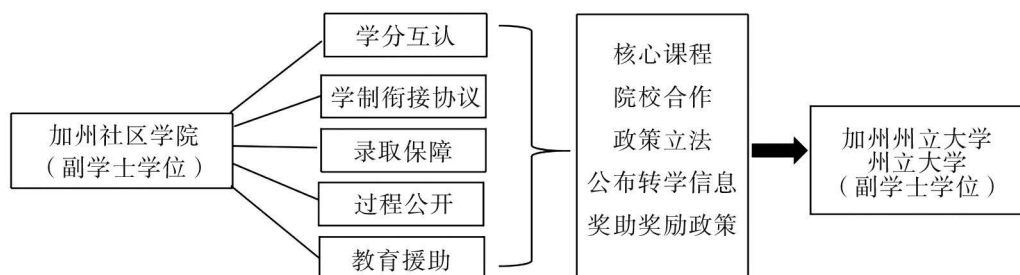 加州社区学院
（副学士学位）
学分互认
学制衔接协议
录取保障
过程公开
教育援助
核心课程
院校合作
政策立法
公布转学信息
奖助奖励政策
加州州立大学
州立大学
（副学士学位）